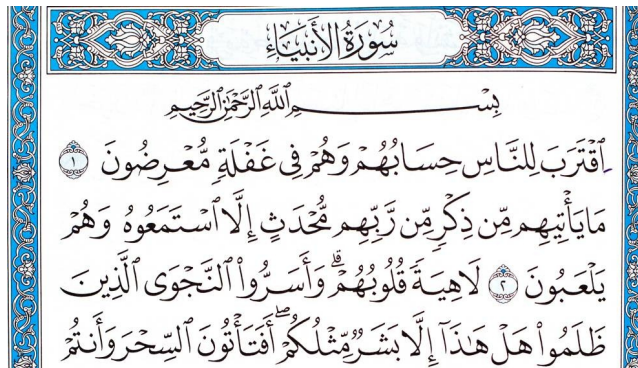 سُورَةُ الأَنبِيَاءِ
بِسْمِ ٱللَّهِ ٱلرَّحْمَٰنِ ٱلرَّحِيمِ
ٱقْتَرَبَ لِلنَّاسِ حِسَابُهُمْ وَهُمْ فِى غَفْلَةٍ مُّعْرِضُونَ ١
مَا يَأْتِيهِم مِّن ذِكْرٍ مِّن رَّبِّهِم مُّحْدَثٍ إِلَّا ٱسْتَمَعُوهُ وَهُمْ
يَلْعَبُونَ ٢ لَاهِيَةً قُلُوبُهُمْ ۗ وَأَسَرُّوا۟ ٱلنَّجْوَى ٱلَّذِينَ
ظَلَمُوا۟ هَلْ هَٰذَآ إِلَّا بَشَرٌ مِّثْلُكُمْ ۖ أَفَتَأْتُونَ ٱلسِّحْرَ وَأَنتُمْ